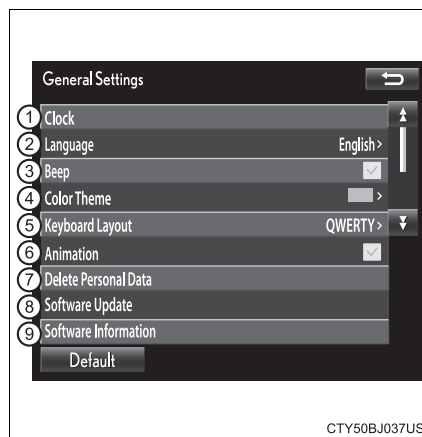 General Settings
1 Clock
2 Language English >
3 Beep
4 Color Theme >
5 Keyboard Layout QWERTY >
6 Animation
7 Delete Personal Data
8 Software Update
9 Software Information
Default
CTY50BJ037US